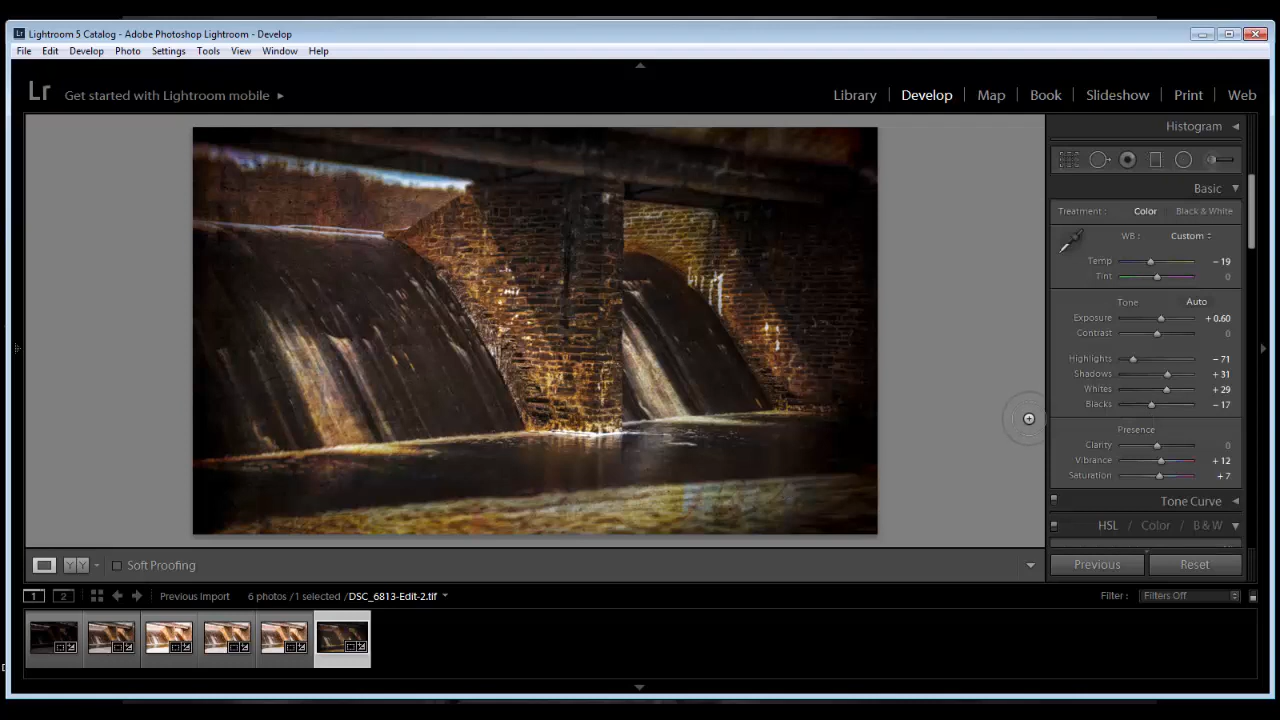 Lr Lightroom 5 Catalog - Adobe Photoshop Lightroom - Develop
File Edit Develop Photo Settings Tools View Window Help
Lr Get started with Lightroom mobile ▸
Library | Develop | Map | Book | Slideshow | Print | Web
Histogram
Basic
Treatment : Color Black & White
WB : Custom
Temp − 19
Tint 0
Tone Auto
Exposure + 0.60
Contrast 0
Highlights − 71
Shadows + 31
Whites + 29
Blacks − 17
Presence
Clarity 0
Vibrance + 12
Saturation + 7
Tone Curve
HSL / Color / B & W
Previous Reset
Y Y Soft Proofing
1 2 Previous Import 6 photos / 1 selected / DSC_6813-Edit-2.tif Filter : Filters Off